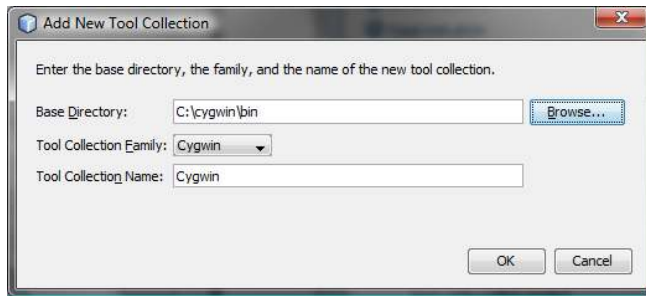 Add New Tool Collection
Enter the base directory, the family, and the name of the new tool collection.
Base Directory: C:\cygwin\bin Browse...
Tool Collection Family: Cygwin
Tool Collection Name: Cygwin
OK Cancel